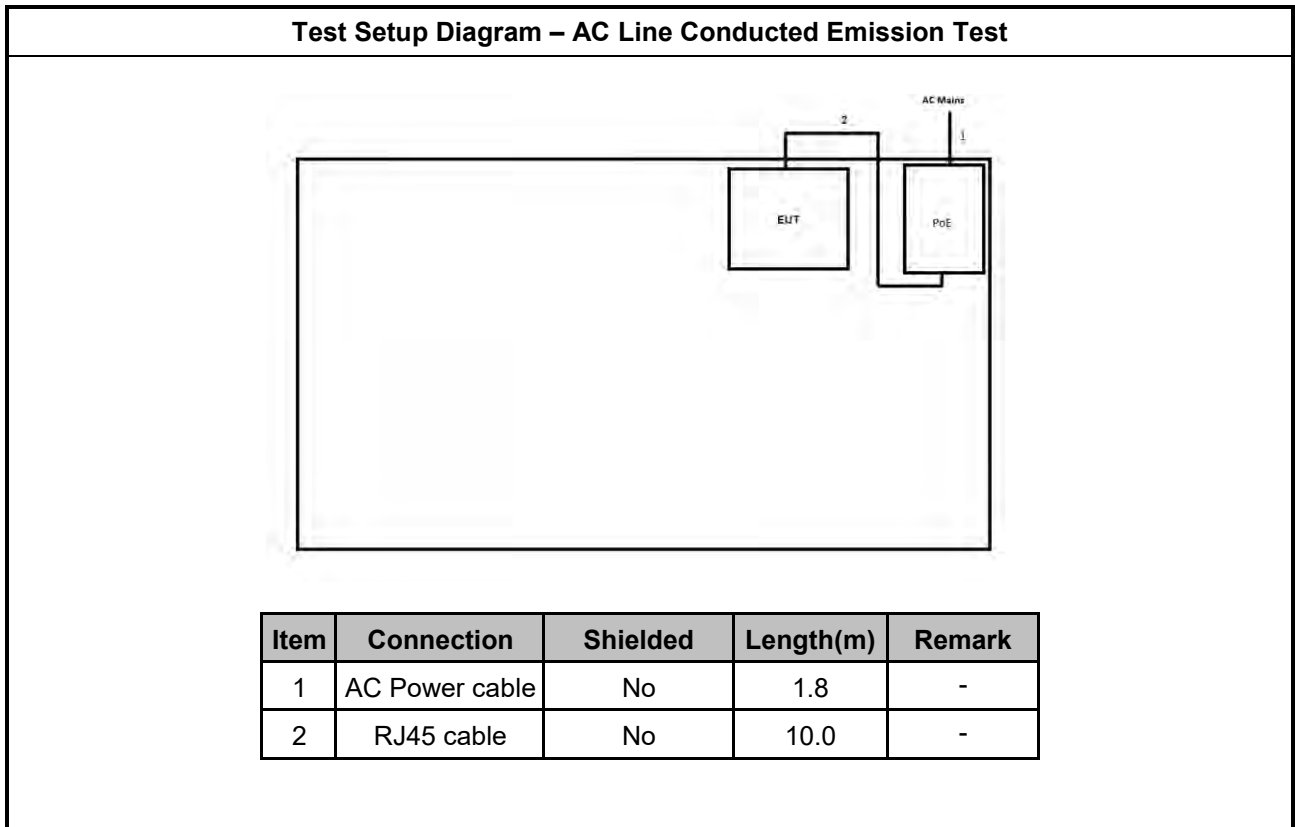 Test Setup Diagram – AC Line Conducted Emission Test
AC Mains
2
1
EUT
PoE
Item Connection Shielded Length(m) Remark
1 AC Power cable No 1.8 -
2 RJ45 cable No 10.0 -